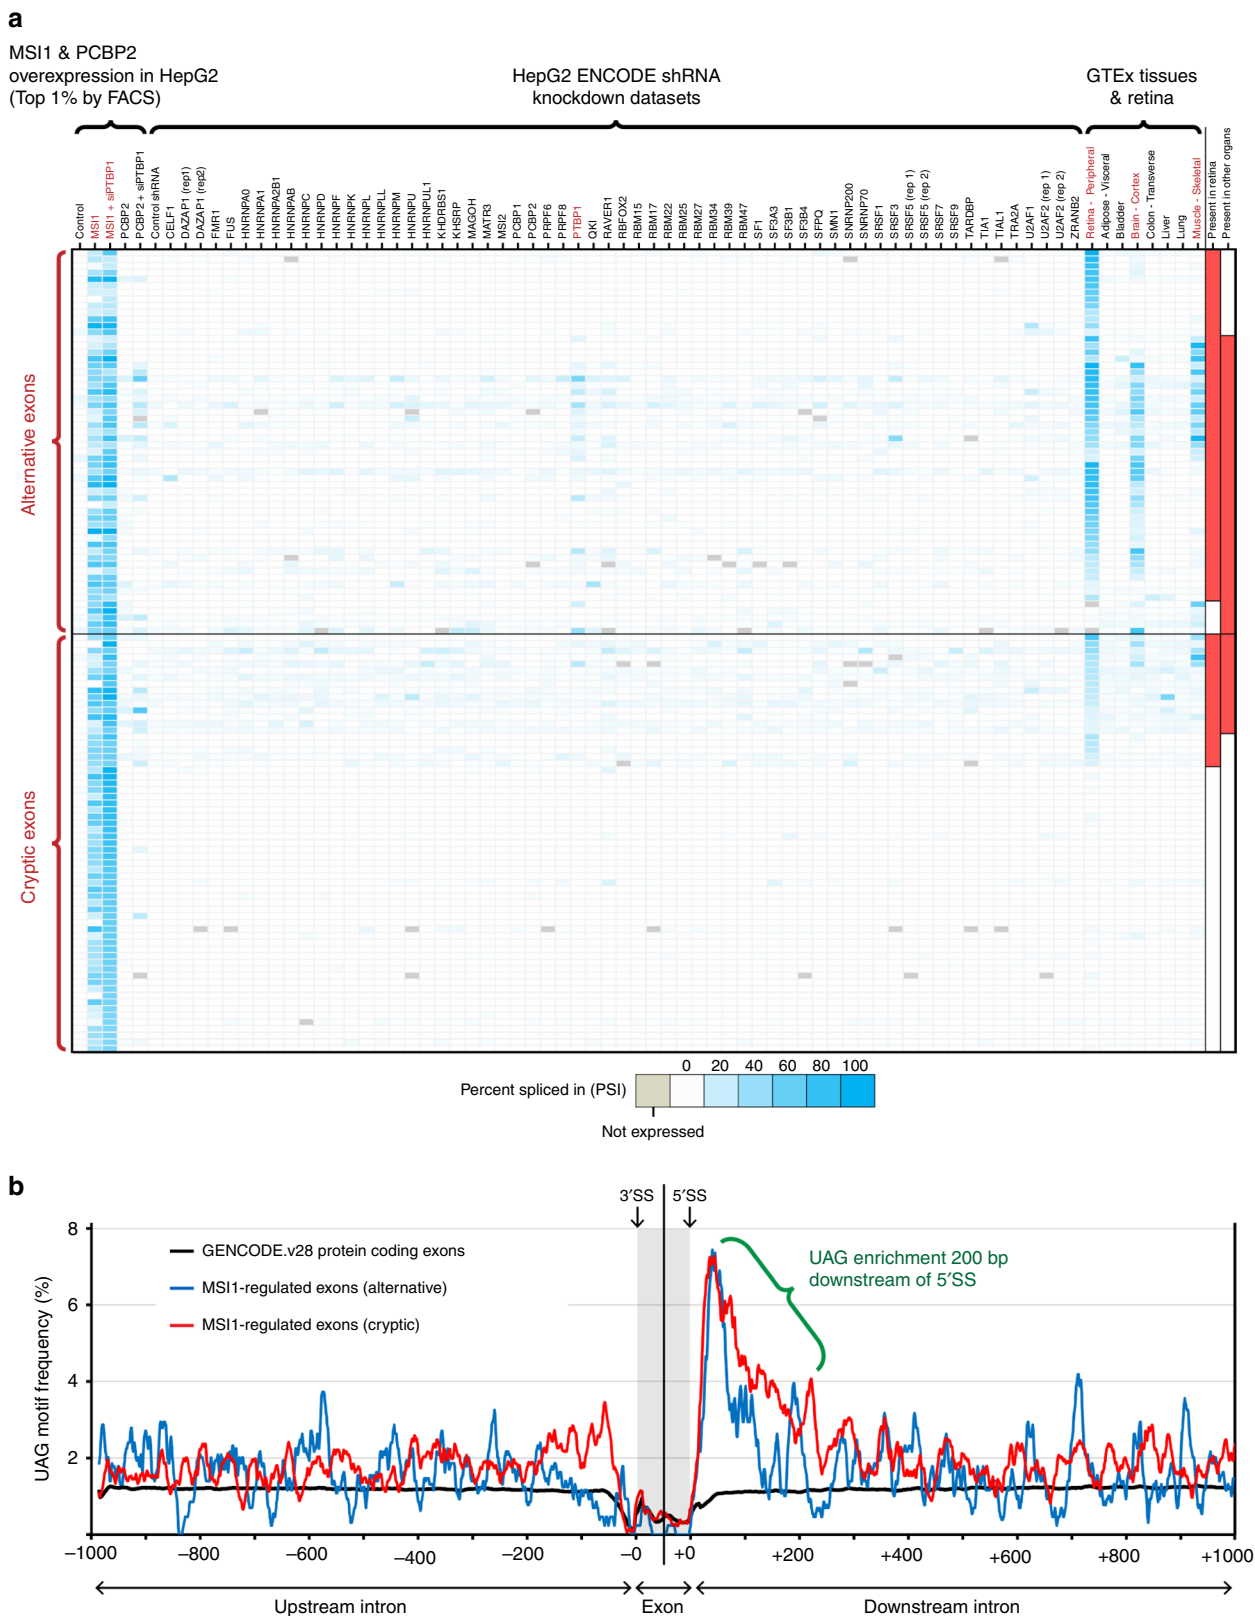 a
MSI1 & PCBP2
overexpression in HepG2
(Top 1% by FACS)
HepG2 ENCODE shRNA
knockdown datasets
GTEx tissues
& retina
Control
MSI1
MSI1 + siPTBP1
PCBP2
PCBP2 + siPTBP1
Control shRNA
CELF1
DAZAP1 (rep1)
DAZAP1 (rep2)
FMR1
FUS
HNRNPA0
HNRNPA1
HNRNPA2B1
HNRNPAB
HNRNPC
HNRNPD
HNRNPF
HNRNPK
HNRNPL
HNRNPLL
HNRNPM
HNRNPU
HNRNPUL1
KHDRBS1
KHSRP
MAGOH
MATR3
MSI2
PCBP1
PCBP2
PRPF6
PRPF8
PTBP1
QKI
RAVER1
RBFOX2
RBM15
RBM17
RBM22
RBM25
RBM27
RBM34
RBM39
RBM47
SF1
SF3A3
SF3B1
SF3B4
SFPQ
SMN1
SNRNP200
SNRNP70
SRSF1
SRSF3
SRSF5 (rep 1)
SRSF5 (rep 2)
SRSF7
SRSF9
TARDBP
TIA1
TIAL1
TRA2A
U2AF1
U2AF2 (rep 1)
U2AF2 (rep 2)
ZRANB2
Retina - Peripheral
Adipose - Visceral
Bladder
Brain - Cortex
Colon - Transverse
Liver
Lung
Muscle - Skeletal
Present in retina
Present in other organs
Alternative exons
Cryptic exons
0 20 40 60 80 100
Percent spliced in (PSI)
Not expressed
b
3′SS 5′SS
UAG motif frequency (%)
8
6
4
2
GENCODE.v28 protein coding exons
MSI1-regulated exons (alternative)
MSI1-regulated exons (cryptic)
UAG enrichment 200 bp
downstream of 5′SS
–1000 –800 –600 –400 –200 –0 +0 +200 +400 +600 +800 +1000
Upstream intron Exon Downstream intron